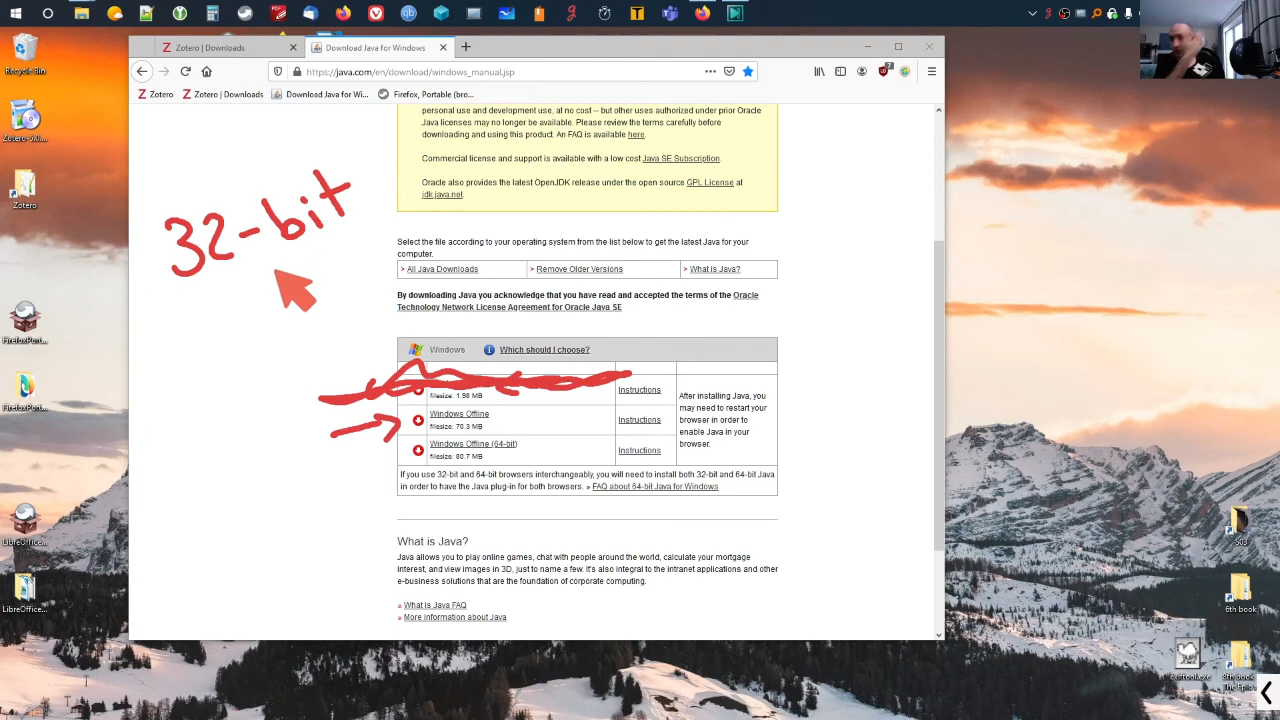 Recycle Bin
Zotero-5.0....
Zotero
FirefoxPort...
FirefoxPort...
LibreOffice...
LibreOffice...
Zotero | Downloads
Download Java for Windows
https://java.com/en/download/windows_manual.jsp
7
Zotero
Zotero | Downloads
Download Java for Wi...
Firefox, Portable (bro...
personal use and development use, at no cost -- but other uses authorized under prior Oracle
Java licenses may no longer be available. Please review the terms carefully before
downloading and using this product. An FAQ is available here.
Commercial license and support is available with a low cost Java SE Subscription.
Oracle also provides the latest OpenJDK release under the open source GPL License at
jdk.java.net.
32-bit
Select the file according to your operating system from the list below to get the latest Java for your
computer.
> All Java Downloads
> Remove Older Versions
> What is Java?
By downloading Java you acknowledge that you have read and accepted the terms of the Oracle
Technology Network License Agreement for Oracle Java SE
Windows
Which should I choose?
filesize: 1.98 MB
Instructions
Windows Offline
filesize: 70.3 MB
Instructions
Windows Offline (64-bit)
filesize: 80.7 MB
Instructions
After installing Java, you
may need to restart your
browser in order to
enable Java in your
browser.
If you use 32-bit and 64-bit browsers interchangeably, you will need to install both 32-bit and 64-bit Java
in order to have the Java plug-in for both browsers. » FAQ about 64-bit Java for Windows
What is Java?
Java allows you to play online games, chat with people around the world, calculate your mortgage
interest, and view images in 3D, just to name a few. It's also integral to the intranet applications and other
e-business solutions that are the foundation of corporate computing.
» What is Java FAQ
» More information about Java
503
6th book
8th book
The Epic...